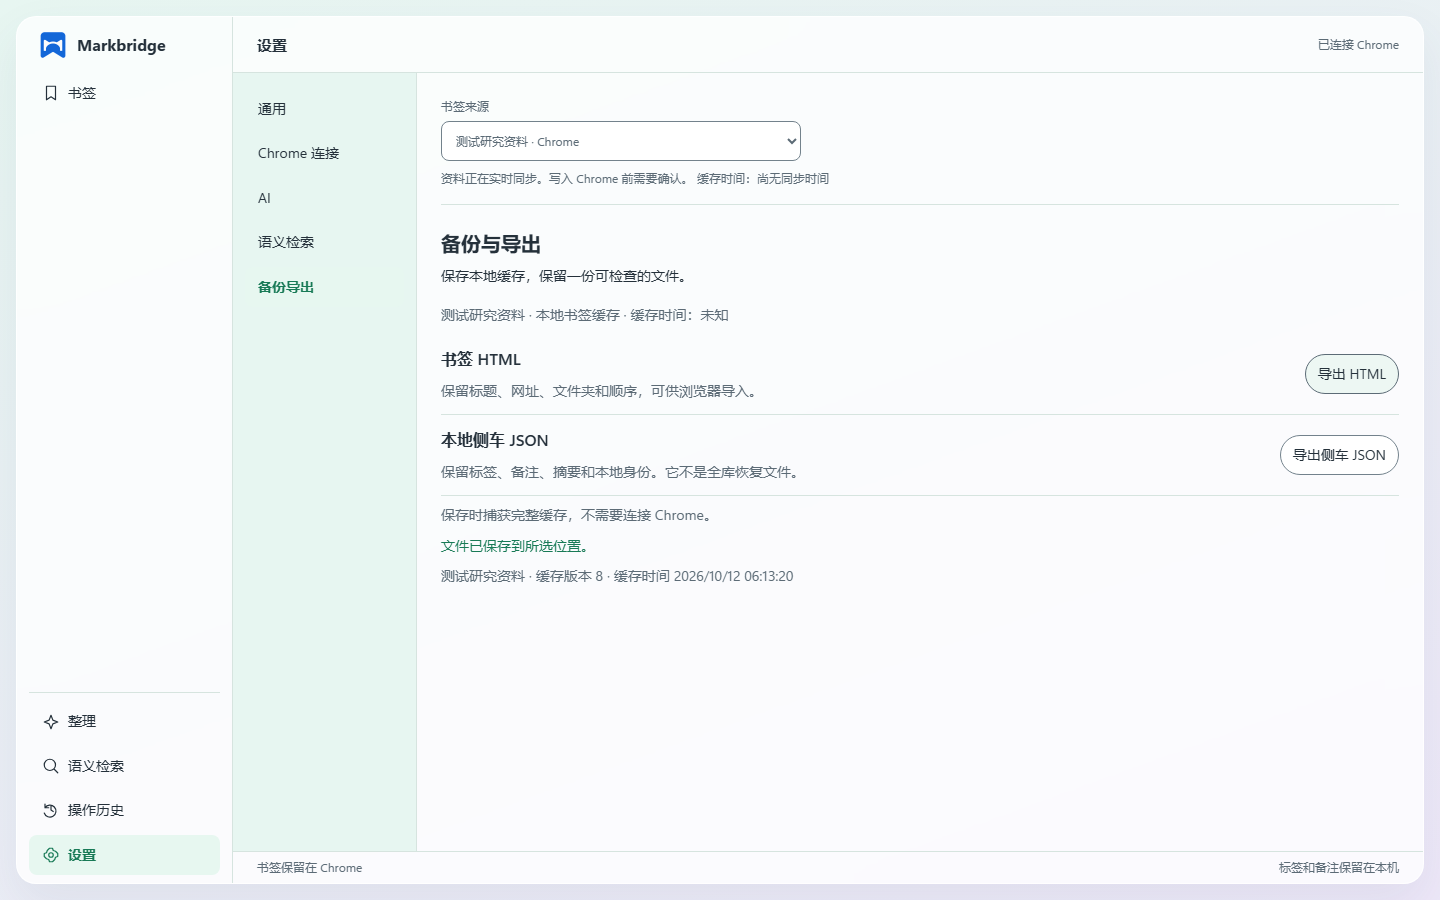 Markbridge
书签
整理
语义检索
操作历史
设置
设置
已连接 Chrome
通用
Chrome 连接
AI
语义检索
备份导出
书签来源
测试研究资料 · Chrome
资料正在实时同步。写入 Chrome 前需要确认。 缓存时间：尚无同步时间
备份与导出
保存本地缓存，保留一份可检查的文件。
测试研究资料 · 本地书签缓存 · 缓存时间：未知
书签 HTML
保留标题、网址、文件夹和顺序，可供浏览器导入。
导出 HTML
本地侧车 JSON
保留标签、备注、摘要和本地身份。它不是全库恢复文件。
导出侧车 JSON
保存时捕获完整缓存，不需要连接 Chrome。
文件已保存到所选位置。
测试研究资料 · 缓存版本 8 · 缓存时间 2026/10/12 06:13:20
书签保留在 Chrome
标签和备注保留在本机